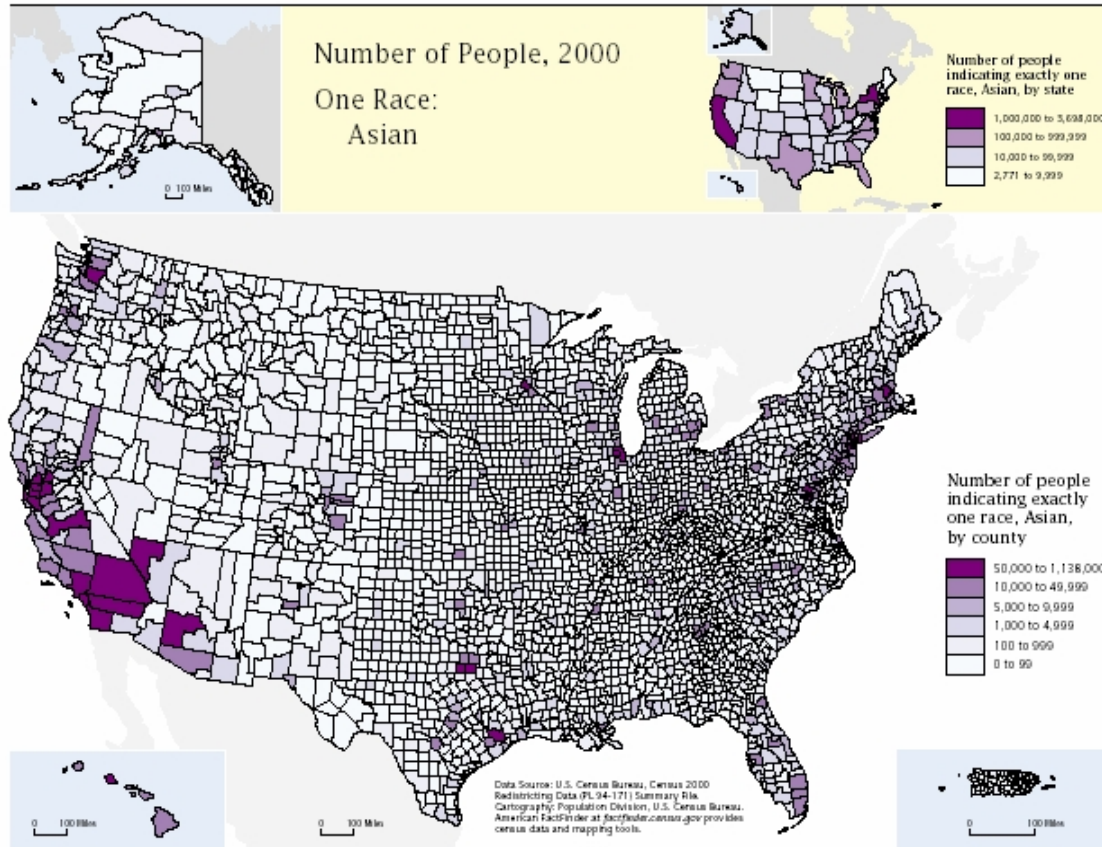 Number of People, 2000
One Race:
Asian
0 100 Miles
Number of people
indicating exactly one
race, Asian, by state
1,000,000 to 3,698,000
100,000 to 999,999
10,000 to 99,999
2,771 to 9,999
Number of people
indicating exactly
one race, Asian,
by county
50,000 to 1,138,000
10,000 to 49,999
5,000 to 9,999
1,000 to 4,999
100 to 999
0 to 99
0 100 Miles
0 100 Miles
Data Source: U.S. Census Bureau, Census 2000
Redistricting Data (PL 94-171) Summary File.
Cartography: Population Division, U.S. Census Bureau.
American FactFinder at factfinder.census.gov provides
census data and mapping tools.
0 100 Miles